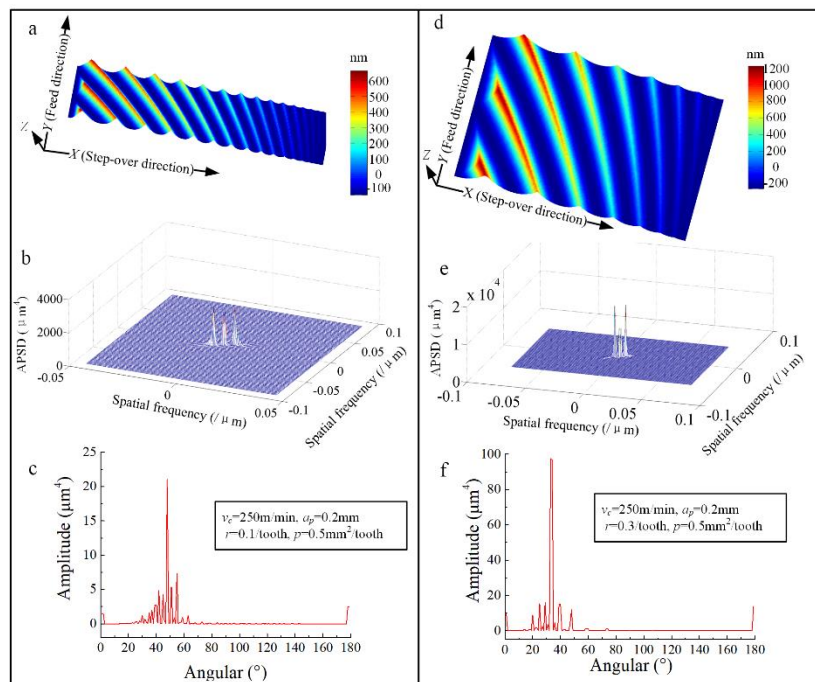 a
nm
600
500
400
300
200
100
0
-100
Z
Y (Feed direction)
X (Step-over direction)
b
APSD (μm⁴)
4000
2000
0
-0.05
0
0.05
Spatial frequency (/μm)
-0.1
-0.05
0
0.05
0.1
Spatial frequency (/μm)
c
Amplitude (μm⁴)
25
20
15
10
5
0
v_c=250m/min, a_p=0.2mm
r=0.1/tooth, p=0.5mm²/tooth
0 20 40 60 80 100 120 140 160 180
Angular (°)
d
nm
1200
1000
800
600
400
200
0
-200
Z
Y (Feed direction)
X (Step-over direction)
e
x 10⁴
APSD (μm⁴)
2
1
0
-0.1
-0.05
0
0.05
0.1
Spatial frequency (/μm)
-0.1
0
0.1
Spatial frequency (/μm)
f
Amplitude (μm⁴)
100
80
60
40
20
0
v_c=250m/min, a_p=0.2mm
r=0.3/tooth, p=0.5mm²/tooth
0 20 40 60 80 100 120 140 160 180
Angular (°)